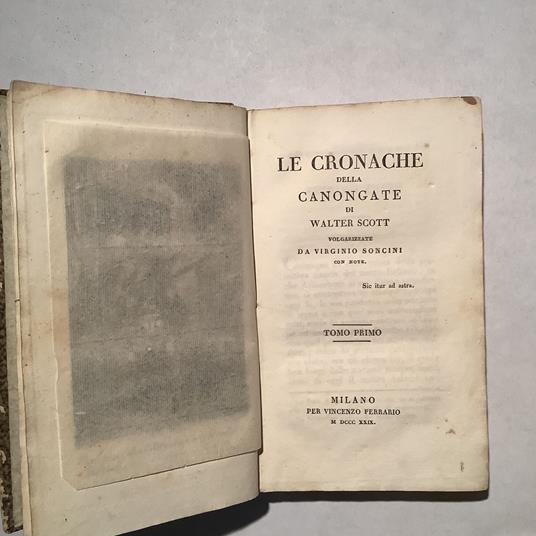 LE CRONACHE
DELLA
CANONGATE
DI
WALTER SCOTT
VOLGARIZZATE
DA VIRGINIO SONCINI
CON NOTE.
Sic itur ad astra.
TOMO PRIMO
MILANO
PER VINCENZO FERRARIO
M DCCC XXIX.